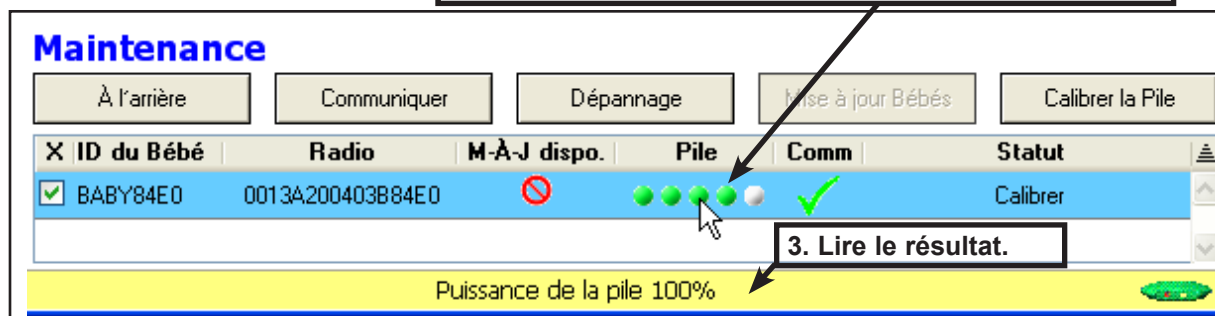 Maintenance
À l'arrière Communiquer Dépannage Mise à jour Bébés Calibrer la Pile
X ID du Bébé Radio M-À-J dispo. Pile Comm Statut
BABY84E0 0013A200403B84E0 Calibrer
3. Lire le résultat.
Puissance de la pile 100%